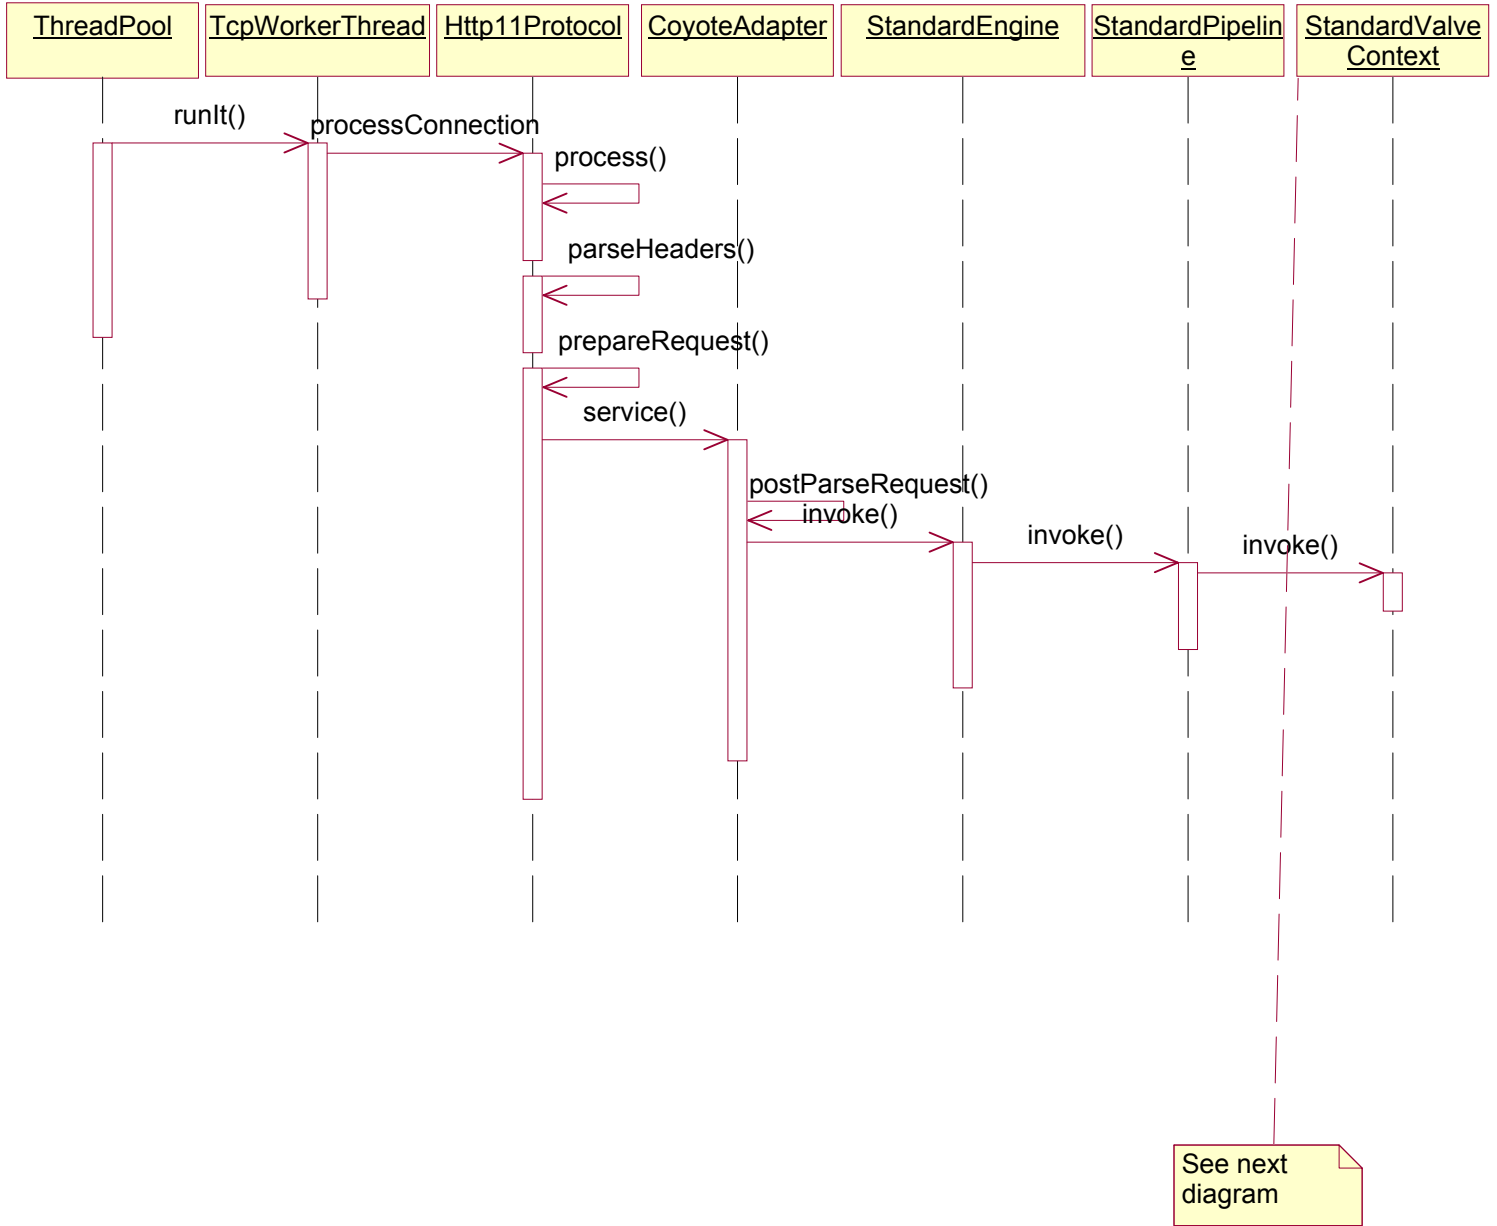 ThreadPool
TcpWorkerThread
Http11Protocol
CoyoteAdapter
StandardEngine
StandardPipelin
e
StandardValve
Context
runIt()
processConnection
process()
parseHeaders()
prepareRequest()
service()
postParseRequest()
invoke()
invoke()
invoke()
See next
diagram